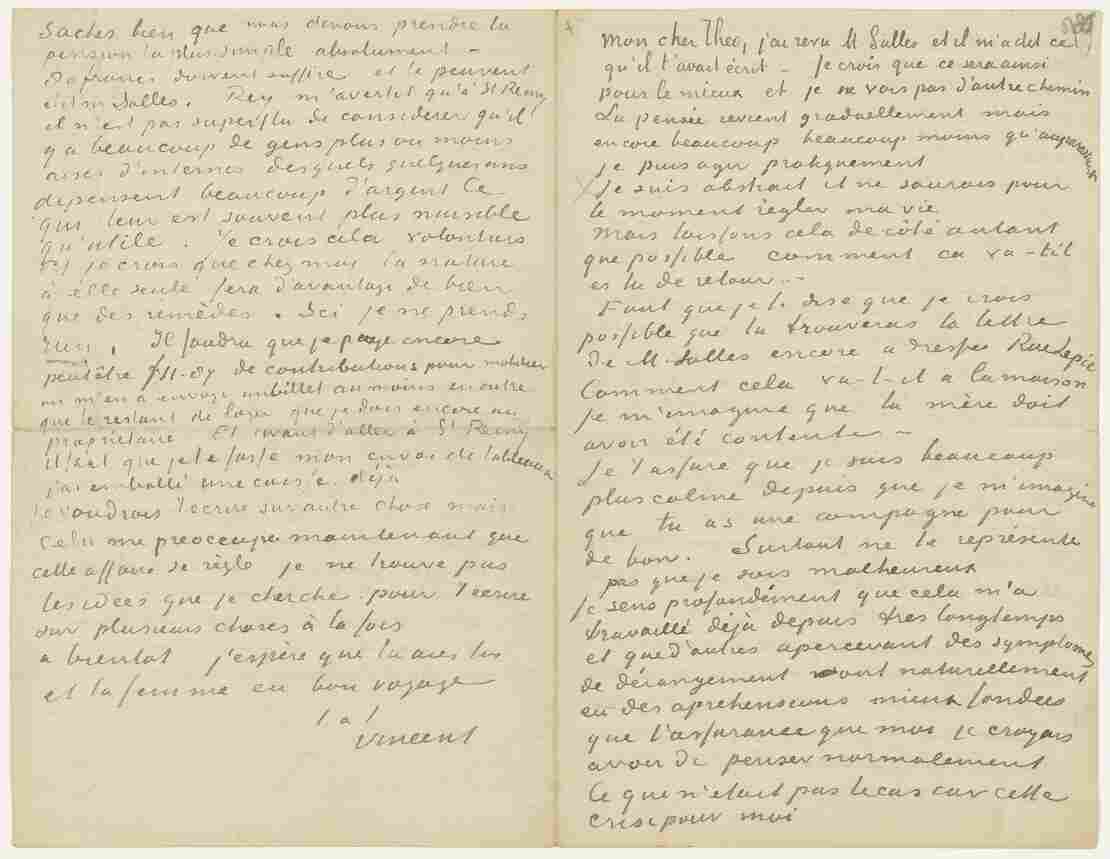 mon cher Theo, j'ai revu M Salles et il m'a dit ce
qu'il t'avait écrit – Je crois que ce sera ainsi
pour le mieux et je ne vois pas d'autre chemin
La pensée revient graduellement mais
encore beaucoup beaucoup moins qu'auparavant
je puis agir pratiquement
Je suis abstrait et ne saurais pour
le moment règler ma vie
Mais laissons cela de côté autant
que possible comment ca va-t-il
es tu de retour. –
Faut que je te dise que je crois
possible que tu trouveras la lettre
de M Salles encore adressée Rue Lepic
Comment cela va-t-il a la maison
je m'imagine que la mère doit
avoir été contente –
Je t'assure que je suis beaucoup
plus calme depuis que je m'imagine
que tu as une compagne pour
de bon. Surtout ne te représente
pas que je sois malheureux
Je sens profondément que cela m'a
travaillé déjà depuis tres longtemps
et que d'autres apercevant des symptomes
de dérangement ont naturellement
eu des aprehensions mieux fondées
que l'assurance que moi je croyais
avoir de penser normalement
Ce que n'etait pas le cas car cette
crise pour moi
Saches bien que nous devons prendre la
pension la plus simple absolument –
80 francs doivent suffire et le peuvent
dit M Salles. Rey m'avertit qu'a St Remy
il n'est pas superflu de considerer qu'il
y a beaucoup de gens plus ou moins
aisés d'internés desquels quelquesuns
depensent beaucoup d'argent Ce
qui leur est souvent plus nuisible
qu'utile. Je crois cela volontiers
Et je crois que chez moi la nature
à elle seule fera d'avantage de bien
que des remèdes. Ici je ne prends
rien. Il faudra que je paye encore
peutêtre f 11-87 de contributions pour mobilier
on m'en a envoyé un billet au moins en outre
que le restant de loyer que je dois encore au
propriétaire Et avant d'aller à St Remy
il s'agit que je te fasse mon envoi de tableaux
j'ai emballé une caisse déjà
Je voudrais t'ecrire sur autre chose mais
Cela me preoccupe maintenant que
cette affaire se règle je ne trouve pas
les idées que je cherche pour t'ecrire
sur plusieurs choses à la fois
a bientot j'espère que tu auras fait
et ta femme eu bon voyage
t. à t.
Vincent